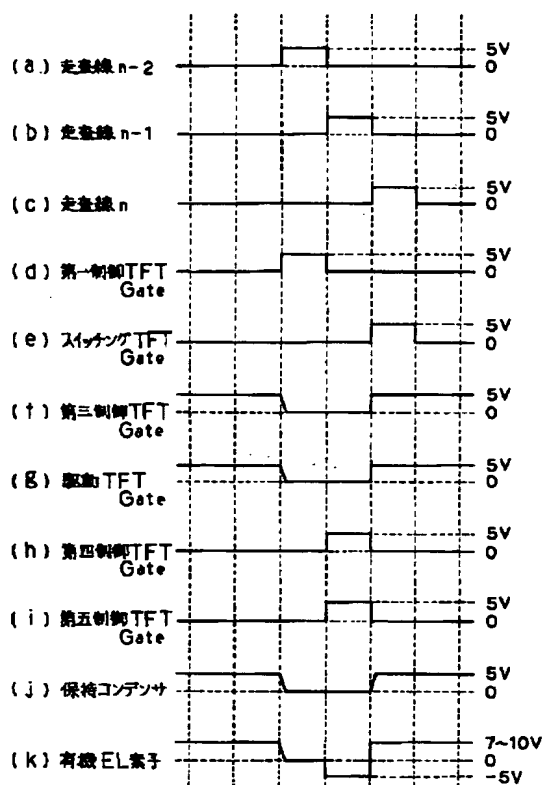 (a) 走査線 n-2 5V
0
(b) 走査線 n-1 5V
0
(c) 走査線 n 5V
0
(d) 第一制御TFT Gate 5V
0
(e) スイッチングTFT Gate 5V
0
(f) 第三制御TFT Gate 5V
0
(g) 駆動TFT Gate 5V
0
(h) 第四制御TFT Gate 5V
0
(i) 第五制御TFT Gate 5V
0
(j) 保持コンデンサ 5V
0
(k) 有機EL素子 7~10V
0
-5V